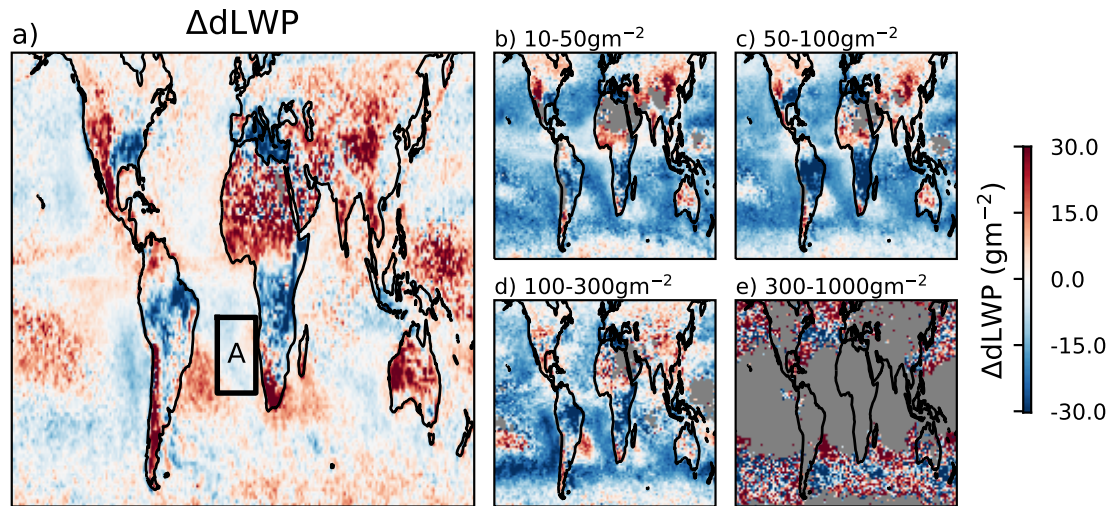 ΔdLWP
a)
A
b) 10-50gm⁻²
c) 50-100gm⁻²
d) 100-300gm⁻²
e) 300-1000gm⁻²
30.0
15.0
0.0
-15.0
-30.0
ΔdLWP (gm⁻²)